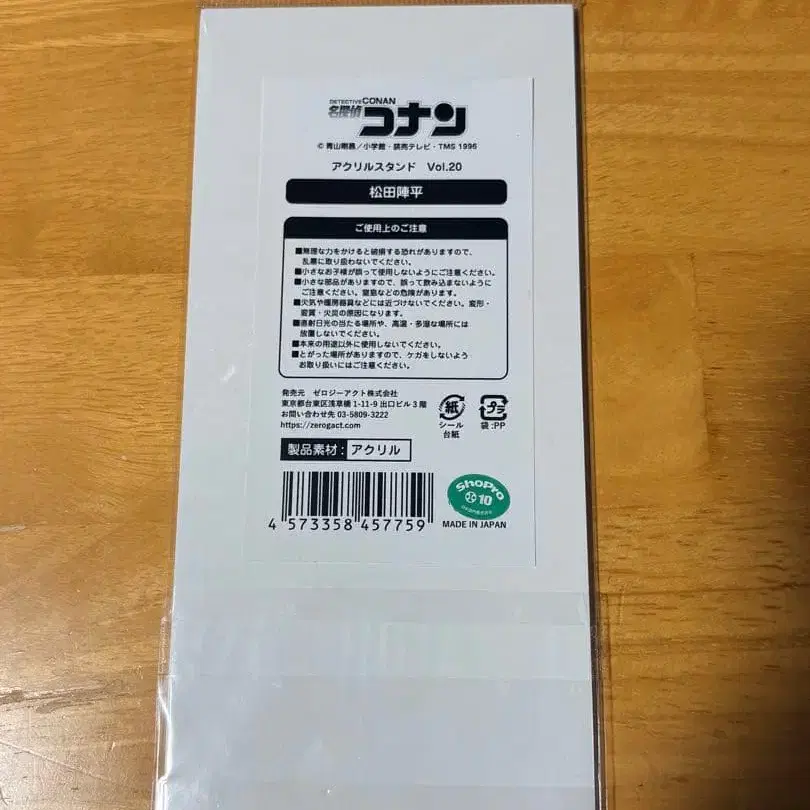 DETECTIVE CONAN
名探偵コナン
© 青山剛昌/小学館・読売テレビ・TMS 1996
アクリルスタンド Vol.20
松田陣平
ご使用上のご注意
■無理な力をかけると破損する恐れがありますので、
乱暴に取り扱わないでください。
■小さなお子様が誤って使用しないようにご注意ください。
■小さな部品がありますので、誤って飲み込まないように
ご注意ください。窒息などの危険があります。
■火気や暖房器具などには近づけないでください。変形・
変質・火災の原因になります。
■直射日光の当たる場所や、高温・多湿な場所には
放置しないでください。
■本来の用途以外に使用しないでください。
■とがった場所がありますので、ケガをしないよう
お取り扱いにはご注意ください。
発売元 ゼロジーアクト株式会社
東京都台東区浅草橋 1-11-9 出口ビル3階
お問い合わせ先 03-5809-3222
https://zerogact.com
紙
シール
台紙
プラ
袋:PP
製品素材:アクリル
4 573358 457759
ShoPro
10
MADE IN JAPAN